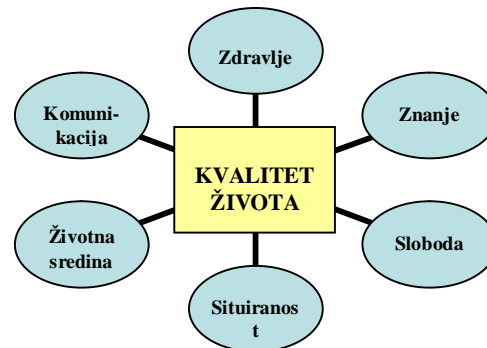 Zdravlje
Komuni-
kacija
Znanje
KVALITET
ŽIVOTA
Životna
sredina
Sloboda
Situiranos
t